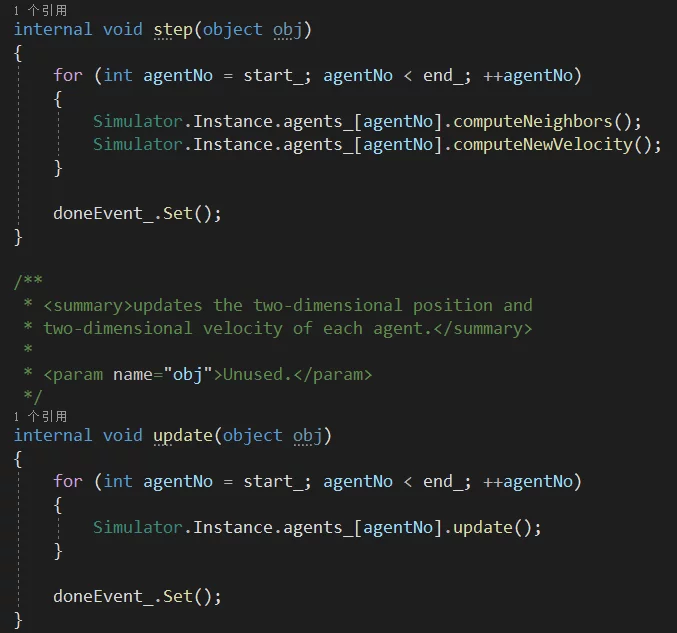 1 个引用
internal void step(object obj)
{
for (int agentNo = start_; agentNo < end_; ++agentNo)
{
Simulator.Instance.agents_[agentNo].computeNeighbors();
Simulator.Instance.agents_[agentNo].computeNewVelocity();
}
doneEvent_.Set();
}
/**
* <summary>updates the two-dimensional position and
* two-dimensional velocity of each agent.</summary>
*
* <param name="obj">Unused.</param>
*/
1 个引用
internal void update(object obj)
{
for (int agentNo = start_; agentNo < end_; ++agentNo)
{
Simulator.Instance.agents_[agentNo].update();
}
doneEvent_.Set();
}